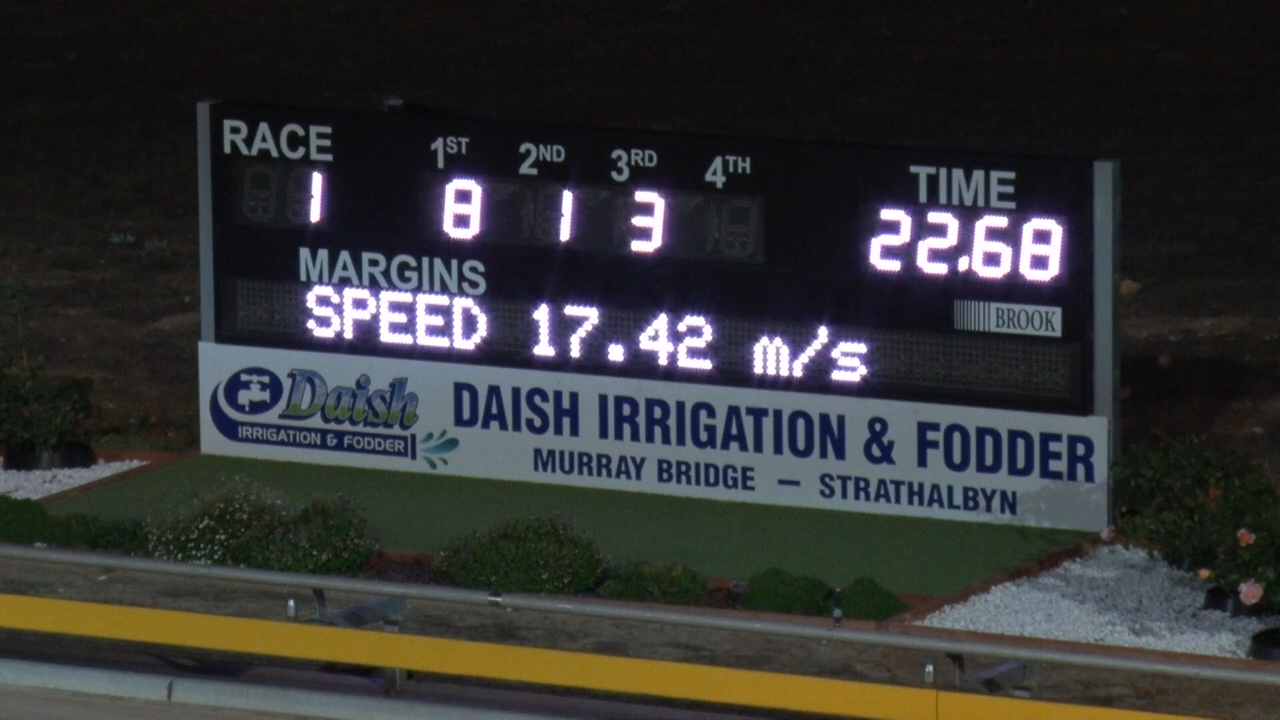 RACE 1ST 2ND 3RD 4TH TIME
1 8 1 3 22.68
MARGINS
SPEED 17.42 m/s
BROOK
Daish
IRRIGATION & FODDER
DAISH IRRIGATION & FODDER
MURRAY BRIDGE – STRATHALBYN